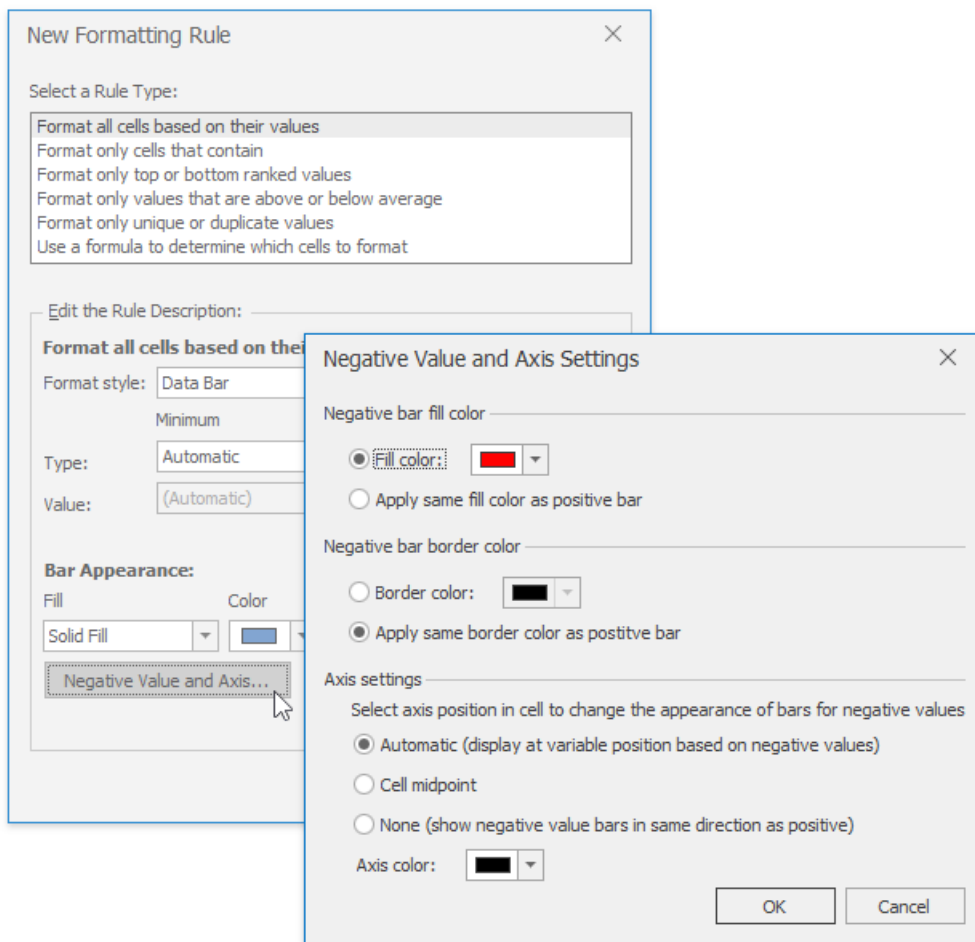 New Formatting Rule
Select a Rule Type:
Format all cells based on their values
Format only cells that contain
Format only top or bottom ranked values
Format only values that are above or below average
Format only unique or duplicate values
Use a formula to determine which cells to format
Edit the Rule Description:
Format all cells based on thei
Format style: Data Bar
Minimum
Type: Automatic
Value: (Automatic)
Bar Appearance:
Fill Color
Solid Fill
Negative Value and Axis...
Negative Value and Axis Settings
Negative bar fill color
Fill color:
Apply same fill color as positive bar
Negative bar border color
Border color:
Apply same border color as postitve bar
Axis settings
Select axis position in cell to change the appearance of bars for negative values
Automatic (display at variable position based on negative values)
Cell midpoint
None (show negative value bars in same direction as positive)
Axis color:
OK Cancel